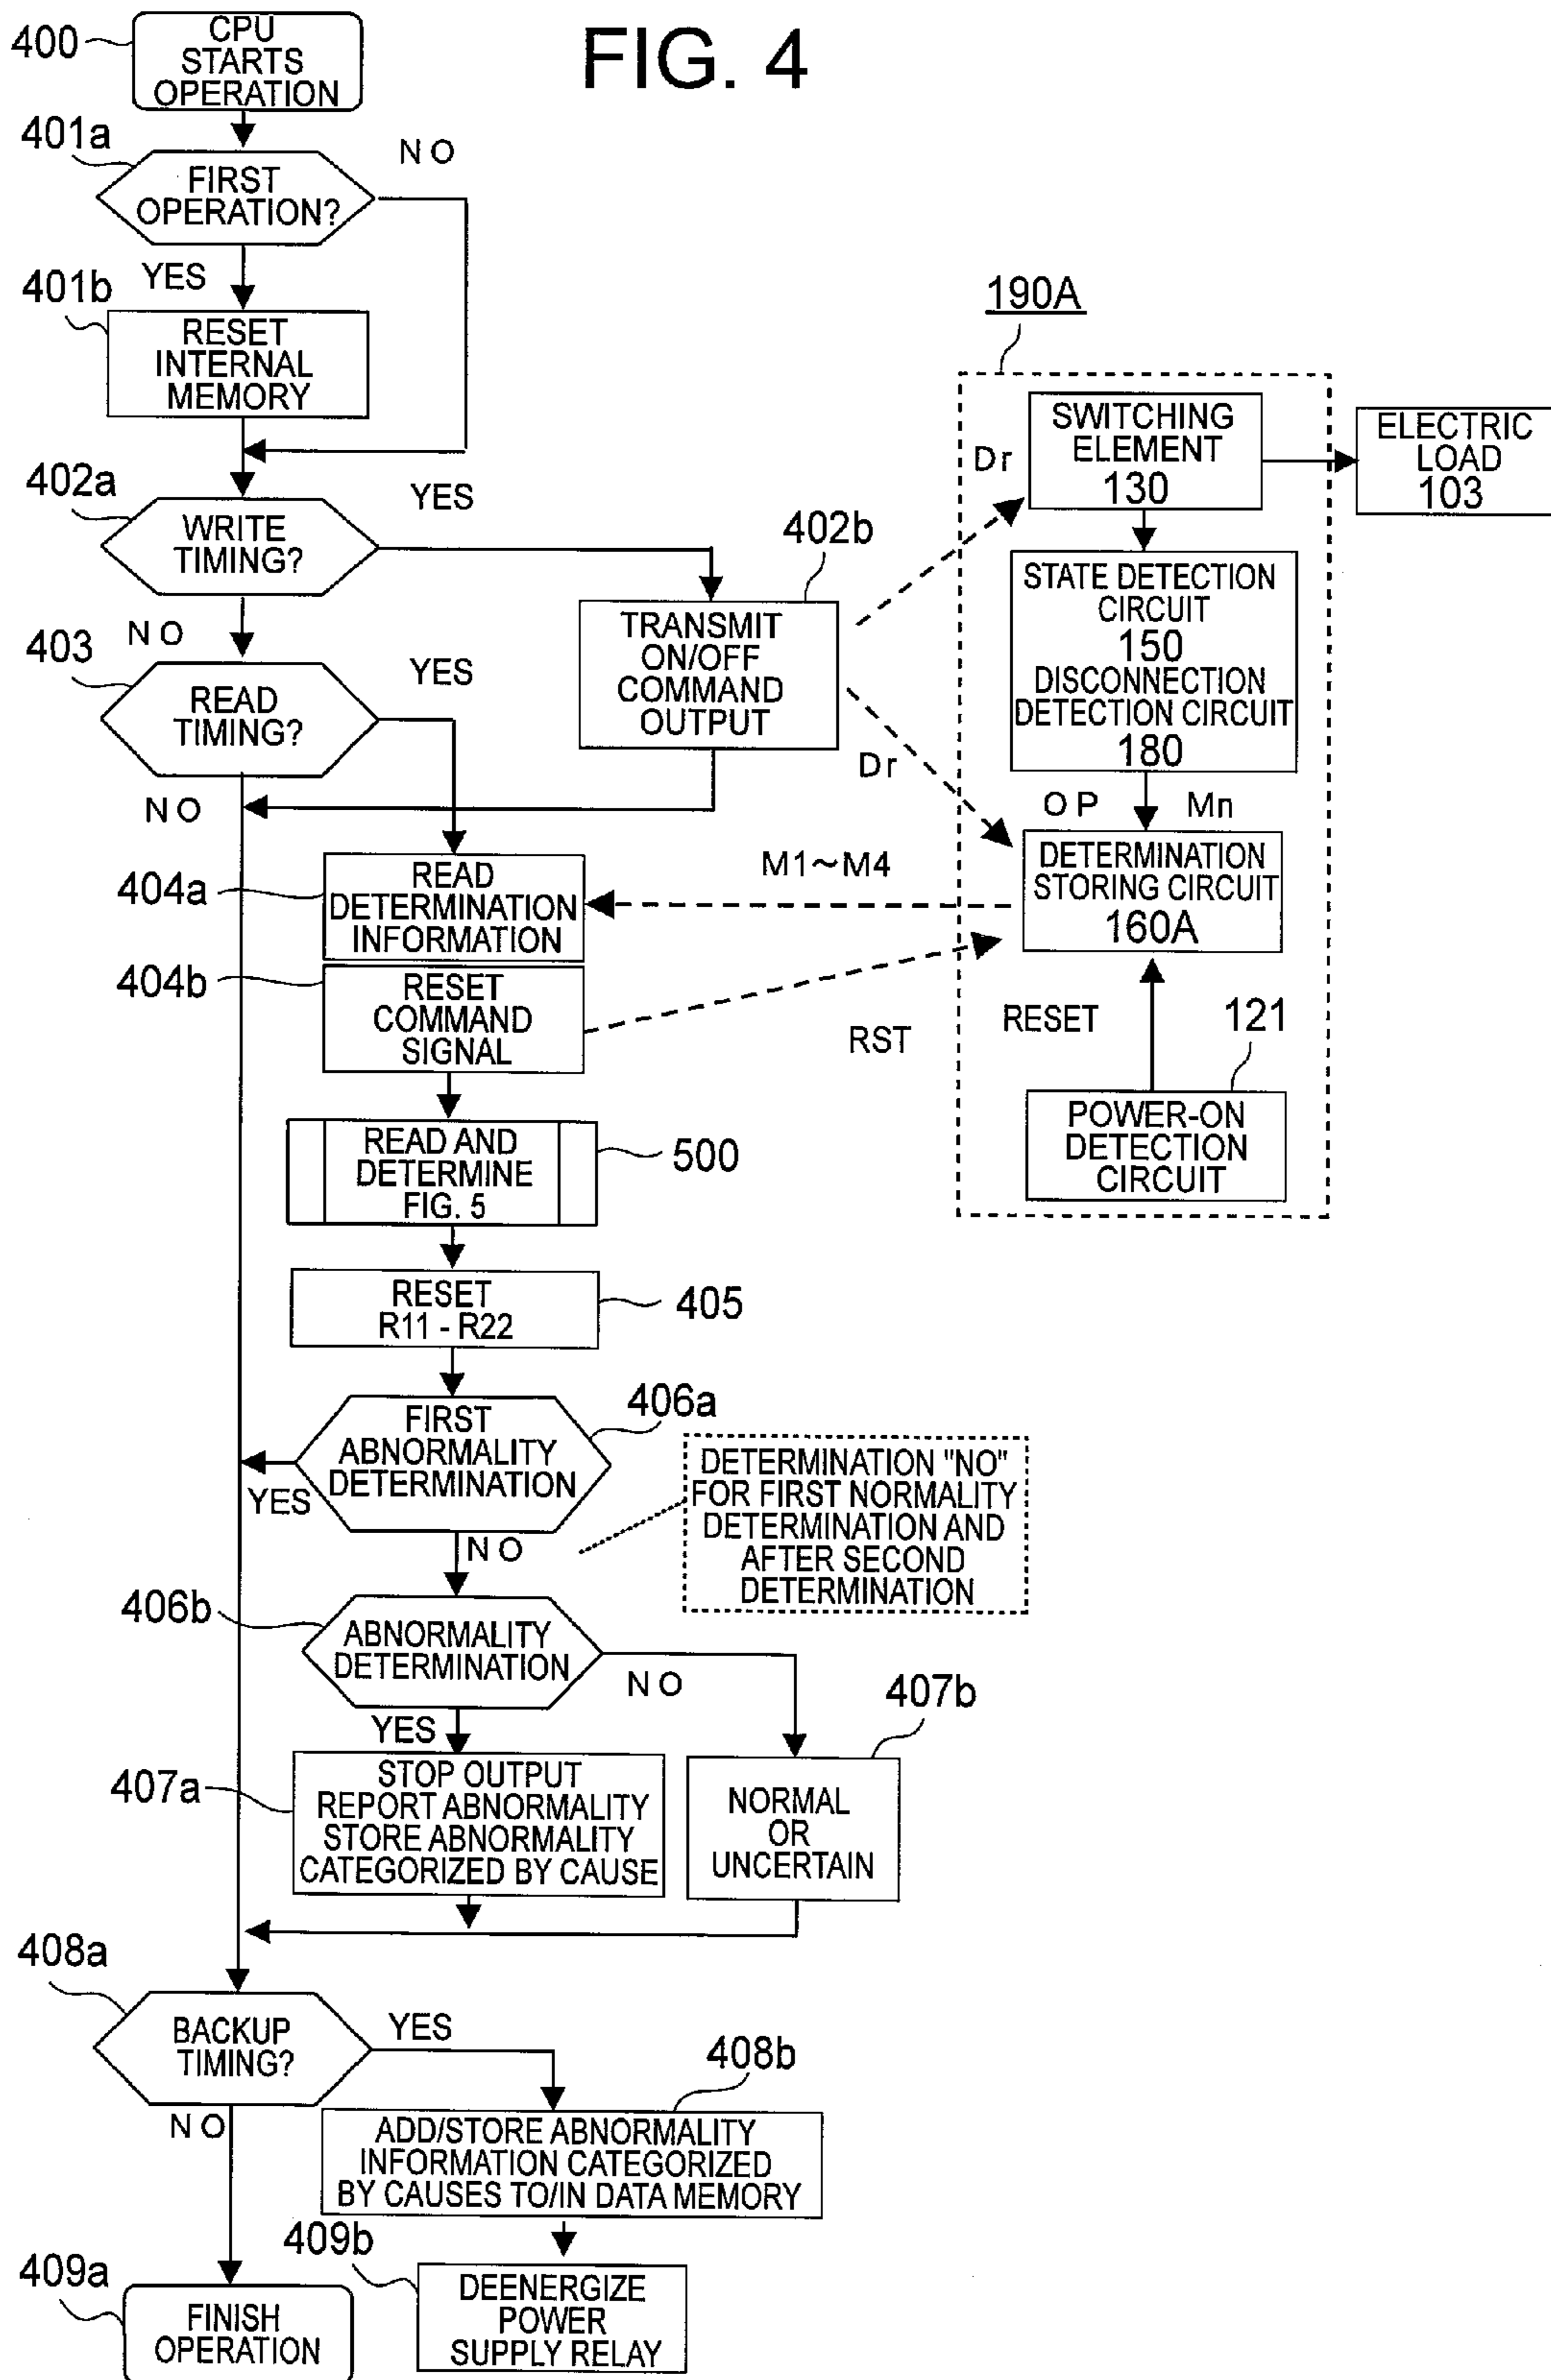 FIG. 4
400
CPU
STARTS
OPERATION
401a
FIRST
OPERATION?
NO
YES
401b
RESET
INTERNAL
MEMORY
402a
WRITE
TIMING?
YES
NO
402b
TRANSMIT
ON/OFF
COMMAND
OUTPUT
403
READ
TIMING?
YES
NO
190A
Dr
SWITCHING
ELEMENT
130
ELECTRIC
LOAD
103
STATE DETECTION
CIRCUIT
150
DISCONNECTION
DETECTION CIRCUIT
180
Dr
OP
Mn
DETERMINATION
STORING CIRCUIT
160A
M1~M4
RST
RESET
121
POWER-ON
DETECTION
CIRCUIT
404a
READ
DETERMINATION
INFORMATION
404b
RESET
COMMAND
SIGNAL
READ AND
DETERMINE
FIG. 5
500
RESET
R11 - R22
405
FIRST
ABNORMALITY
DETERMINATION
406a
YES
NO
DETERMINATION "NO"
FOR FIRST NORMALITY
DETERMINATION AND
AFTER SECOND
DETERMINATION
406b
ABNORMALITY
DETERMINATION
NO
YES
407a
STOP OUTPUT
REPORT ABNORMALITY
STORE ABNORMALITY
CATEGORIZED BY CAUSE
407b
NORMAL
OR
UNCERTAIN
408a
BACKUP
TIMING?
YES
NO
408b
ADD/STORE ABNORMALITY
INFORMATION CATEGORIZED
BY CAUSES TO/IN DATA MEMORY
409b
DEENERGIZE
POWER
SUPPLY RELAY
409a
FINISH
OPERATION